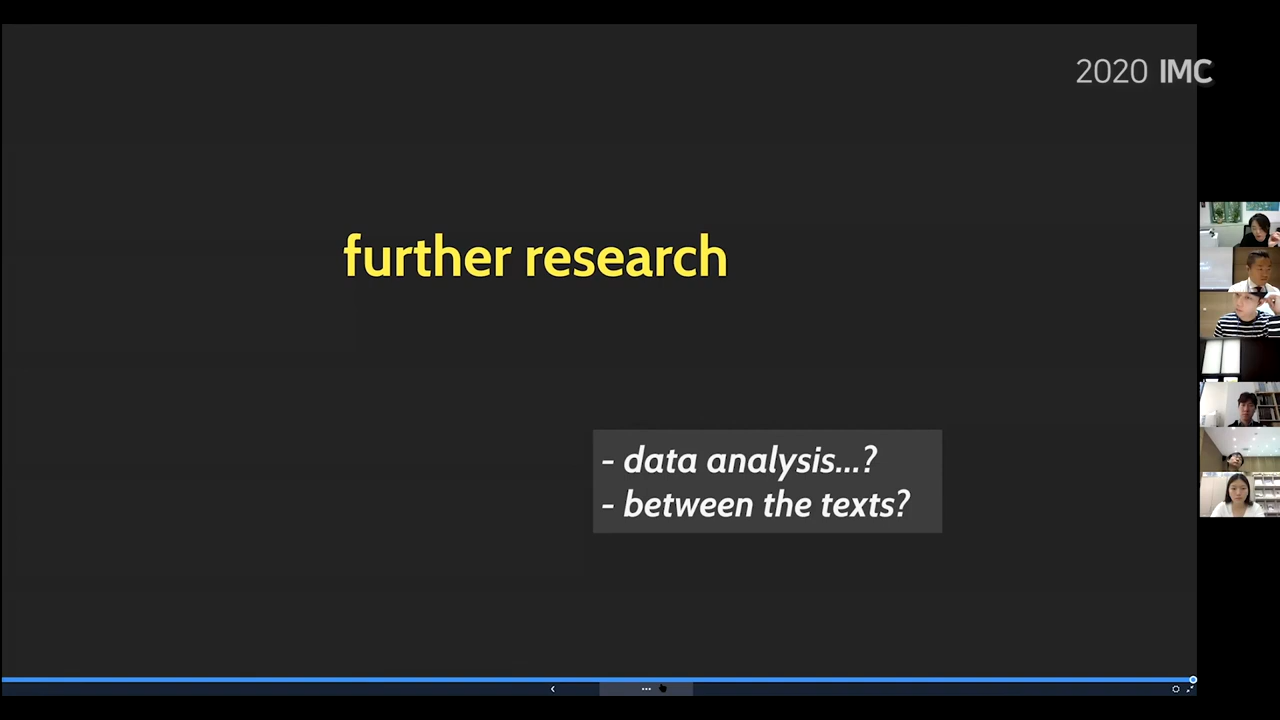 2020 IMC
further research
- data analysis...?
- between the texts?